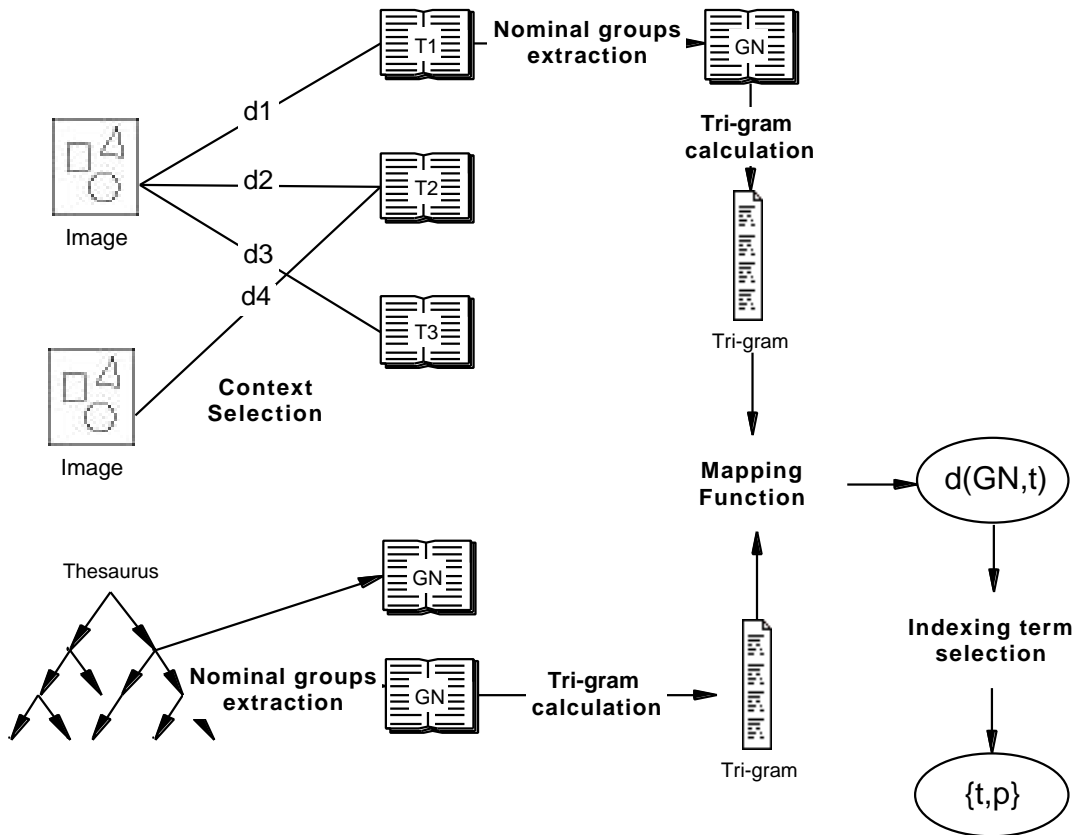 T1
Nominal groups
extraction
GN
d1
Tri-gram
calculation
d2
T2
Image
d3
d4
T3
Tri-gram
Context
Selection
Image
Mapping
Function
d(GN,t)
Thesaurus
GN
Indexing term
selection
Nominal groups
extraction
GN
Tri-gram
calculation
Tri-gram
{t,p}